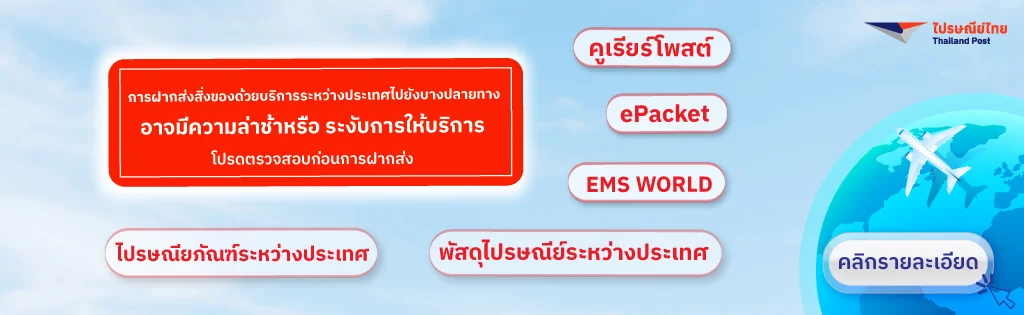 ไปรษณีย์ไทย
Thailand Post
คูเรียร์โพสต์
การฝากส่งสิ่งของด้วยบริการระหว่างประเทศไปยังบางปลายทาง
อาจมีความล่าช้าหรือ ระงับการให้บริการ
โปรดตรวจสอบก่อนการฝากส่ง
ePacket
EMS WORLD
ไปรษณียภัณฑ์ระหว่างประเทศ
พัสดุไปรษณีย์ระหว่างประเทศ
คลิกรายละเอียด